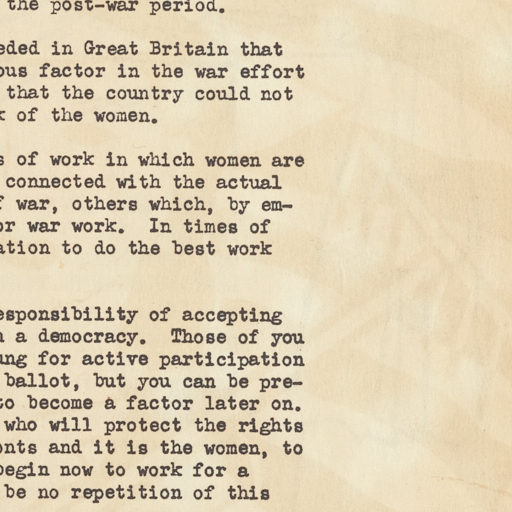 the post-war period.
eded in Great Britain that
ous factor in the war effort
that the country could not
k of the women.
s of work in which women are
connected with the actual
f war, others which, by em-
or war work. In times of
ation to do the best work
esponsibility of accepting
n a democracy. Those of you
ung for active participation
ballot, but you can be pre-
to become a factor later on.
who will protect the rights
onts and it is the women, to
begin now to work for a
be no repetition of this